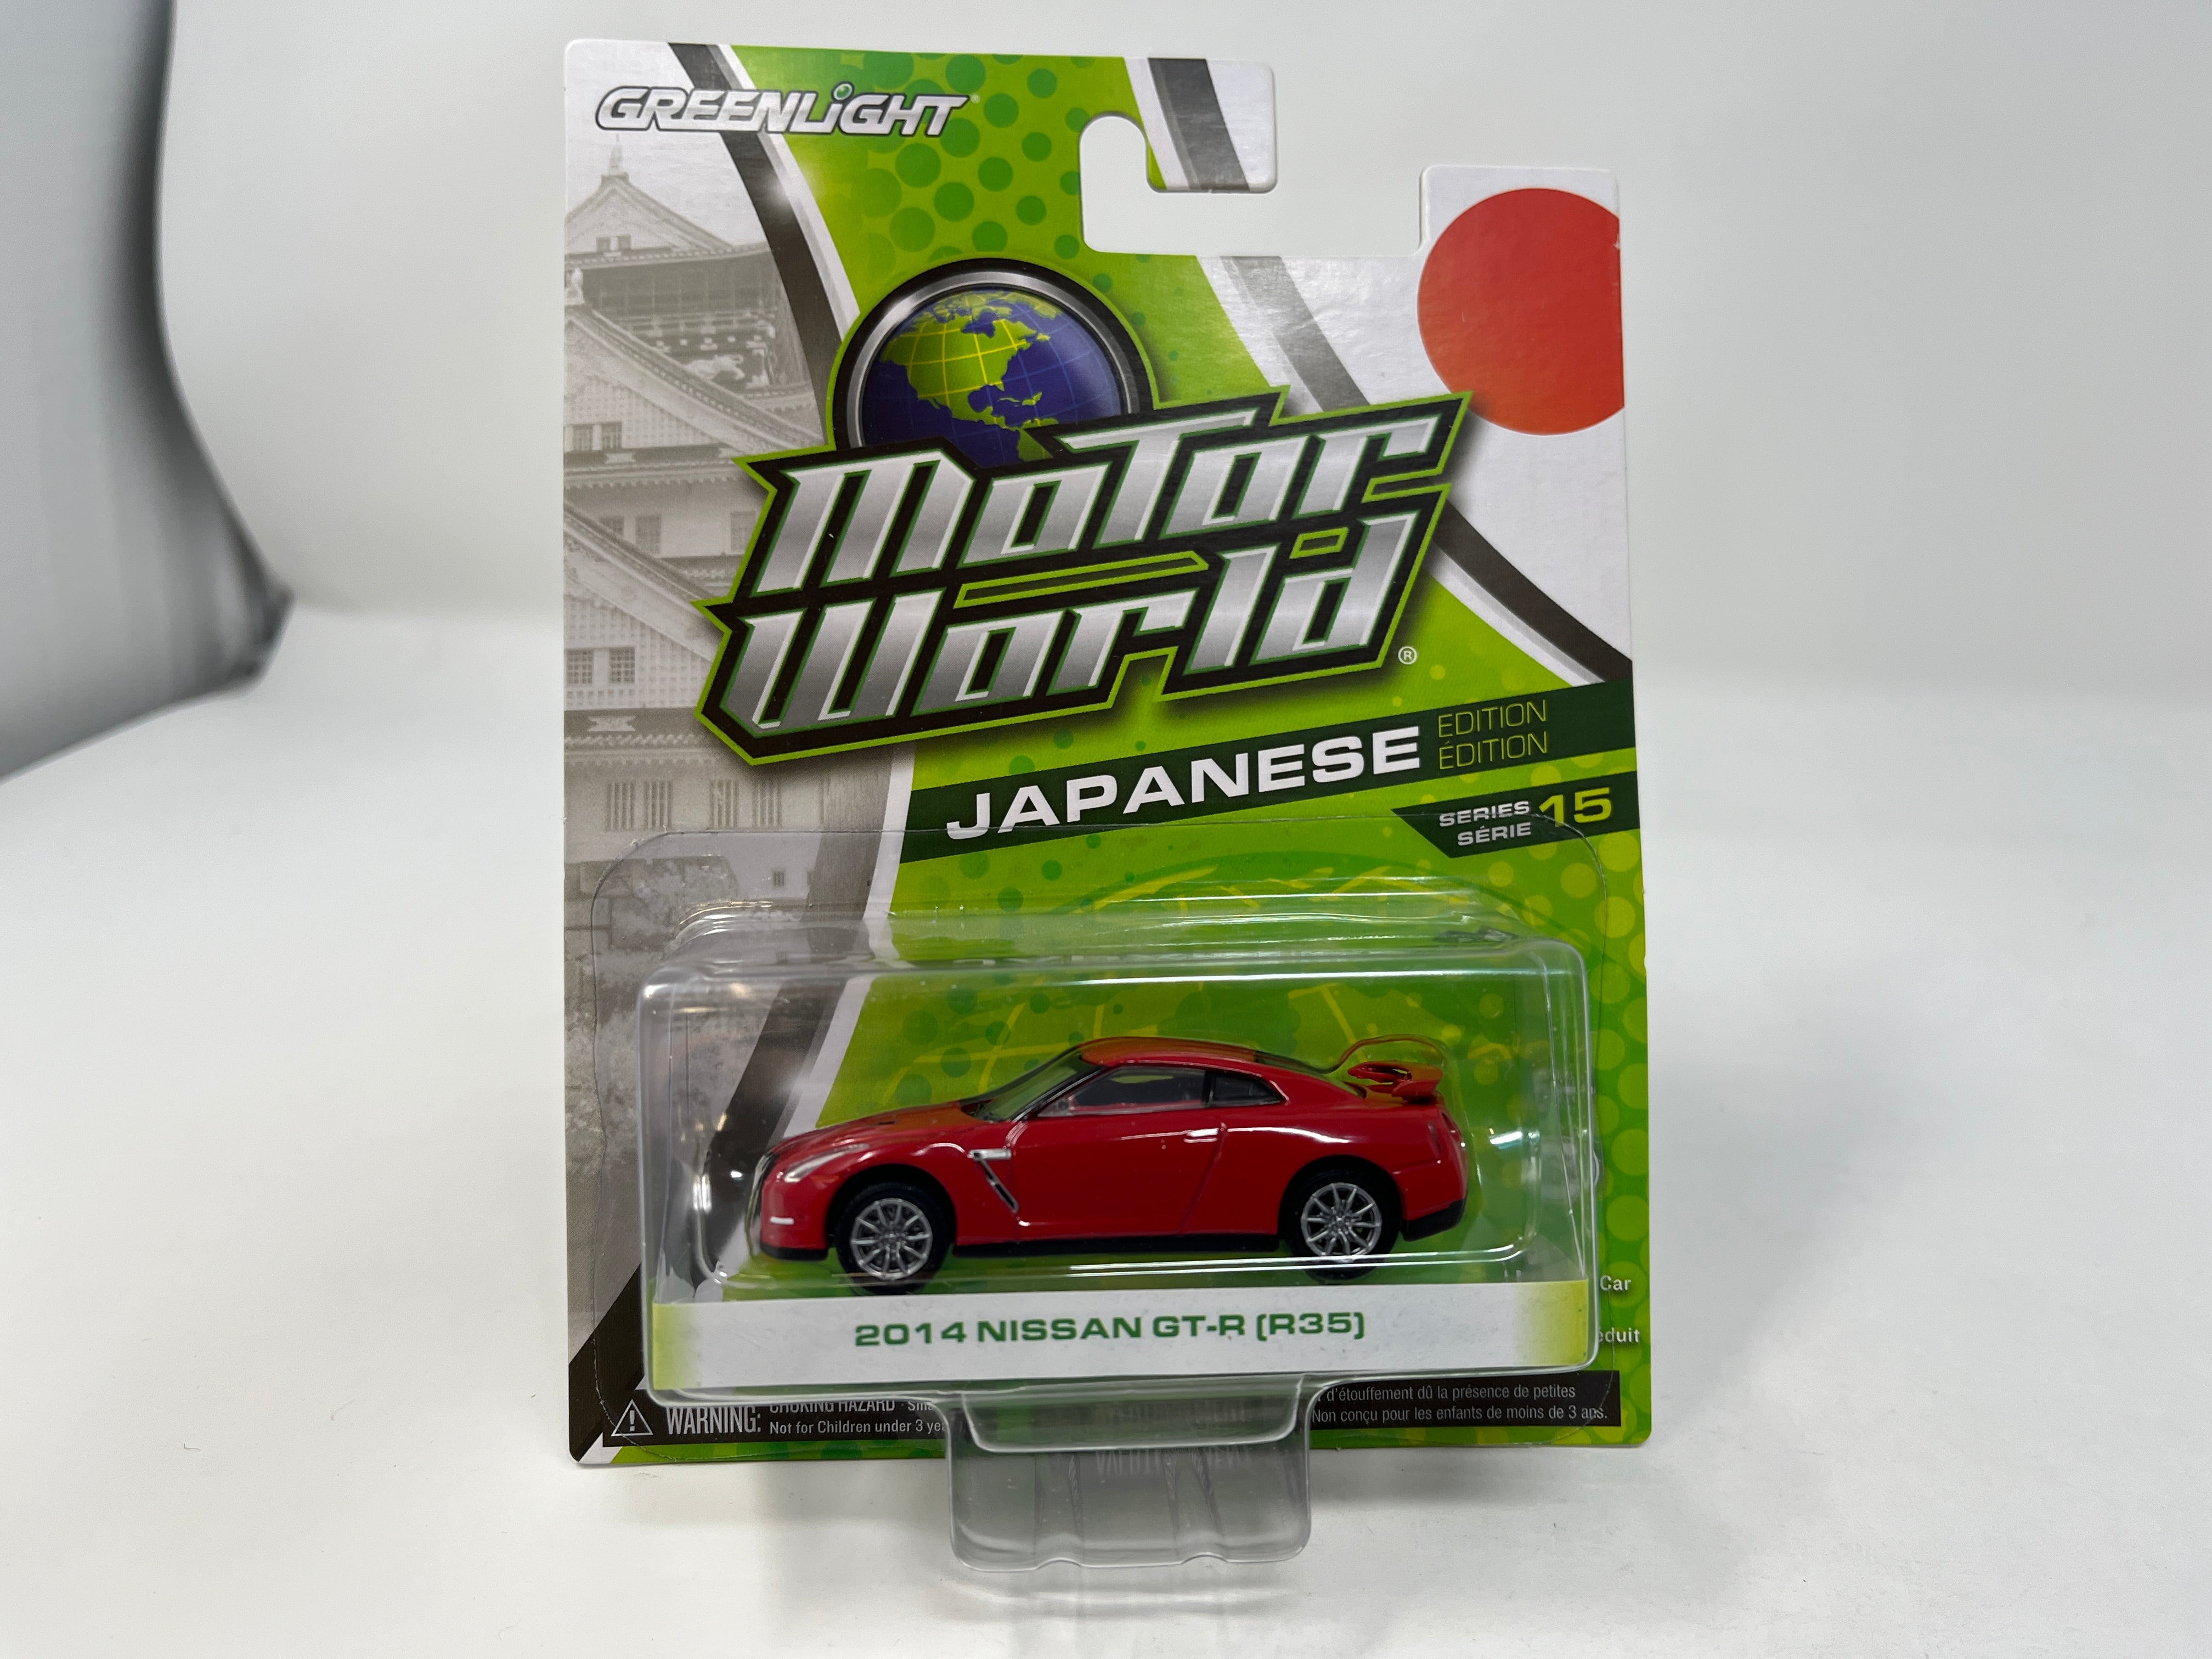 GREENLiGHT
MoTor
World®
JAPANESE EDITION
ÉDITION
SERIES 15
SÉRIE
2014 NISSAN GT-R (R35)
Car
WARNING: CHOKING HAZARD -
Not for Children under 3
d'étouffement dû la présence de petites
Non conçu pour les enfants de moins de 3 ans.